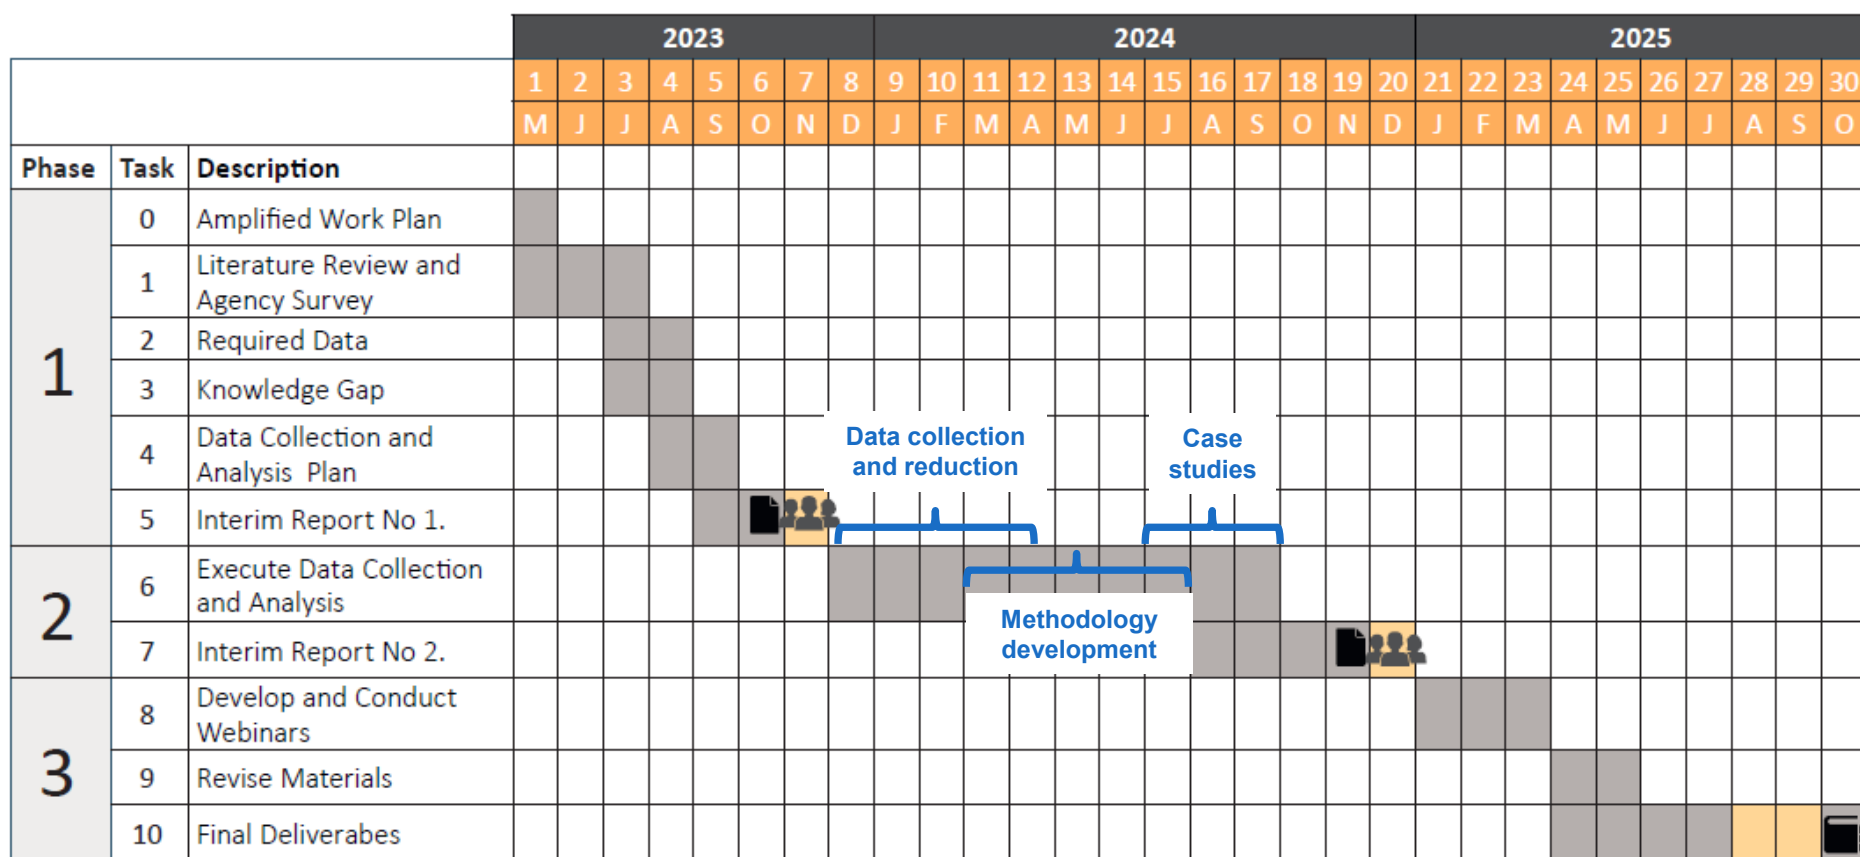 2023 2024 2025
1 2 3 4 5 6 7 8 9 10 11 12 13 14 15 16 17 18 19 20 21 22 23 24 25 26 27 28 29 30
M J J A S O N D J F M A M J J A S O N D J F M A M J J A S O
Phase Task Description
1
0 Amplified Work Plan
1 Literature Review and
Agency Survey
2 Required Data
3 Knowledge Gap
4 Data Collection and
Analysis Plan
5 Interim Report No 1.
Data collection
and reduction
Case
studies
2
6 Execute Data Collection
and Analysis
Methodology
development
7 Interim Report No 2.
3
8 Develop and Conduct
Webinars
9 Revise Materials
10 Final Deliverabes